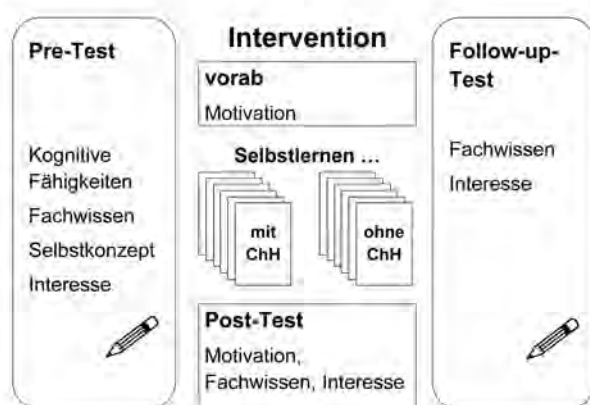 Pre-Test
Kognitive
Fähigkeiten
Fachwissen
Selbstkonzept
Interesse
Intervention
vorab
Motivation
Selbstlernen ...
mit
ChH
ohne
ChH
Post-Test
Motivation,
Fachwissen, Interesse
Follow-up-
Test
Fachwissen
Interesse